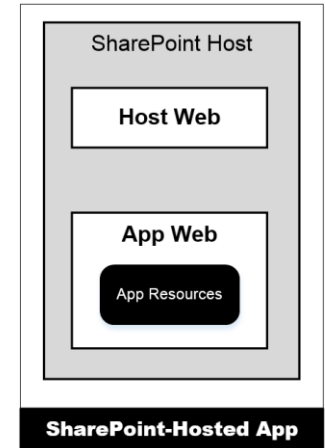 SharePoint Host
Host Web
App Web
App Resources
SharePoint-Hosted App